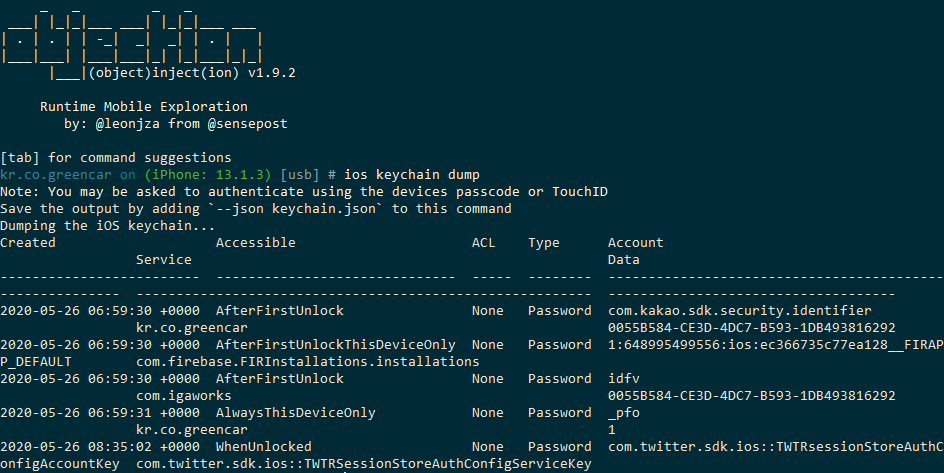 |___|(object)inject(ion) v1.9.2
Runtime Mobile Exploration
by: @leonjza from @sensepost
[tab] for command suggestions
kr.co.greencar on (iPhone: 13.1.3) [usb] # ios keychain dump
Note: You may be asked to authenticate using the devices passcode or TouchID
Save the output by adding `--json keychain.json` to this command
Dumping the iOS keychain...
Created Accessible ACL Type Account
Service Data
------------------------- ------------------------------ ----- -------- ------------------------------------------
--------------- ---------------------------------------------------------- ------------------------------------
2020-05-26 06:59:30 +0000 AfterFirstUnlock None Password com.kakao.sdk.security.identifier
kr.co.greencar 0055B584-CE3D-4DC7-B593-1DB493816292
2020-05-26 06:59:30 +0000 AfterFirstUnlockThisDeviceOnly None Password 1:648995499556:ios:ec366735c77ea128__FIRAP
P_DEFAULT com.firebase.FIRInstallations.installations
2020-05-26 06:59:30 +0000 AfterFirstUnlock None Password idfv
com.igaworks 0055B584-CE3D-4DC7-B593-1DB493816292
2020-05-26 06:59:31 +0000 AlwaysThisDeviceOnly None Password _pfo
kr.co.greencar 1
2020-05-26 08:35:02 +0000 WhenUnlocked None Password com.twitter.sdk.ios::TWTRsessionStoreAuthC
onfigAccountKey com.twitter.sdk.ios::TWTRSessionStoreAuthConfigServiceKey